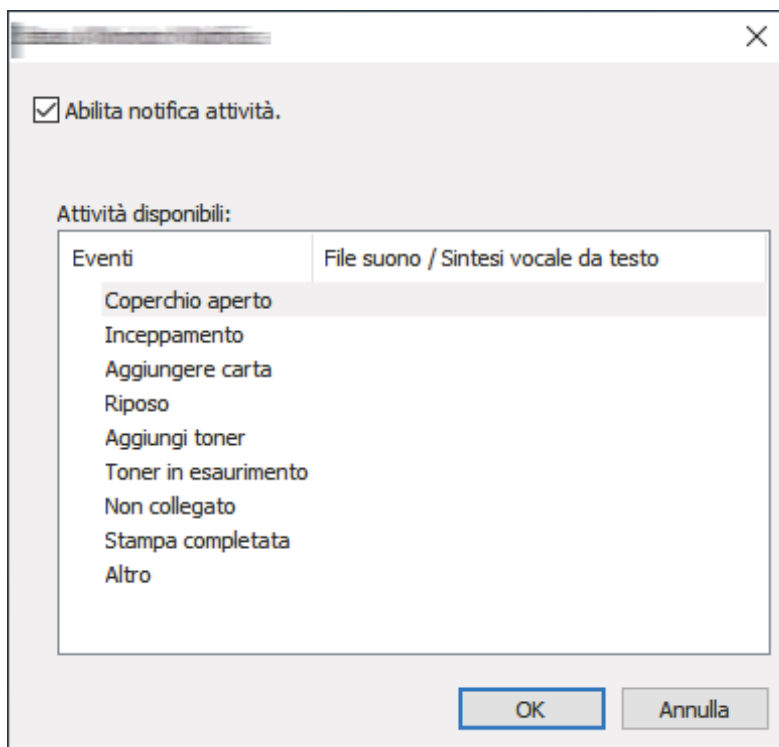 Abilita notifica attività.
Attività disponibili:
Eventi File suono / Sintesi vocale da testo
Coperchio aperto
Inceppamento
Aggiungere carta
Riposo
Aggiungi toner
Toner in esaurimento
Non collegato
Stampa completata
Altro
OK Annulla